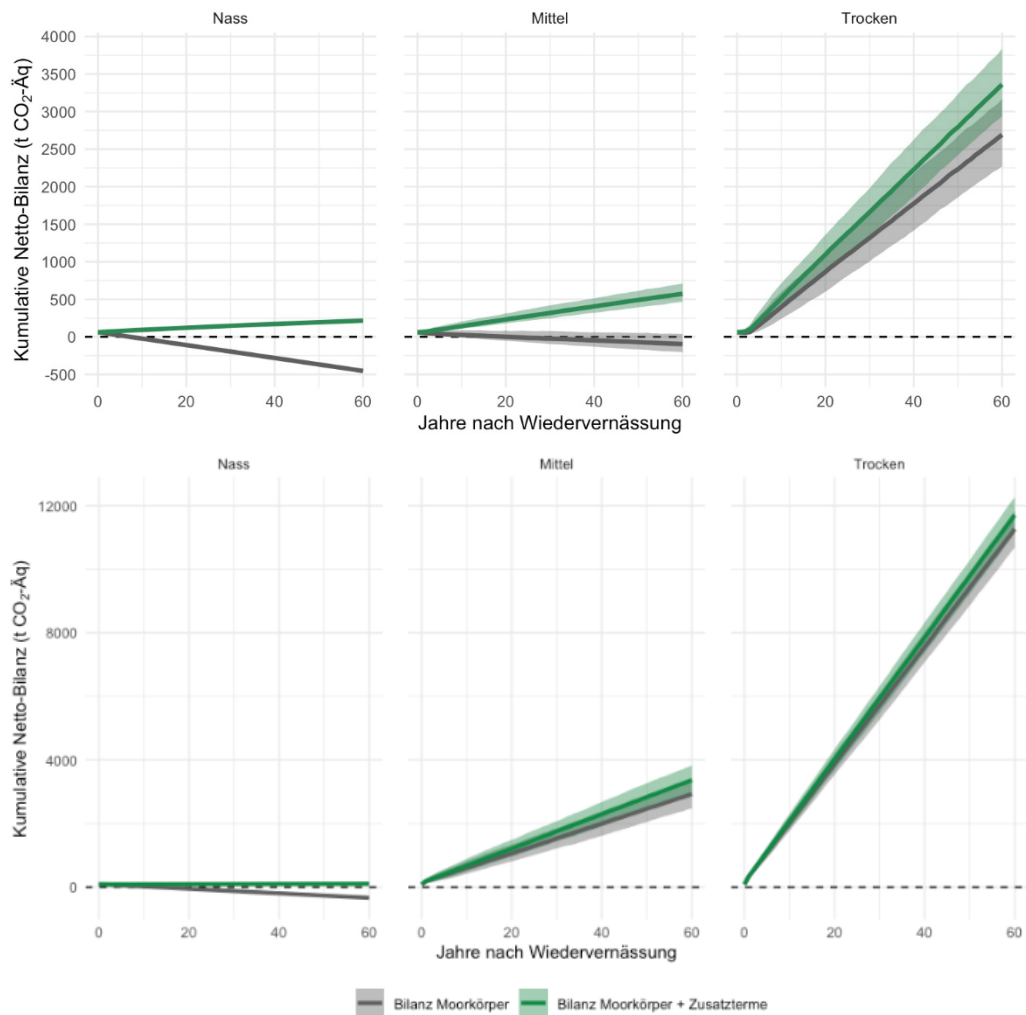 Nass Mittel Trocken
Kumulative Netto-Bilanz (t CO₂-Äq)
4000
3500
3000
2500
2000
1500
1000
500
0
-500
0 20 40 60 0 20 40 60 0 20 40 60
Jahre nach Wiedervernässung
Nass Mittel Trocken
Kumulative Netto-Bilanz (t CO₂-Äq)
12000
8000
4000
0
0 20 40 60 0 20 40 60 0 20 40 60
Jahre nach Wiedervernässung
Bilanz Moorkörper Bilanz Moorkörper + Zusatzterme